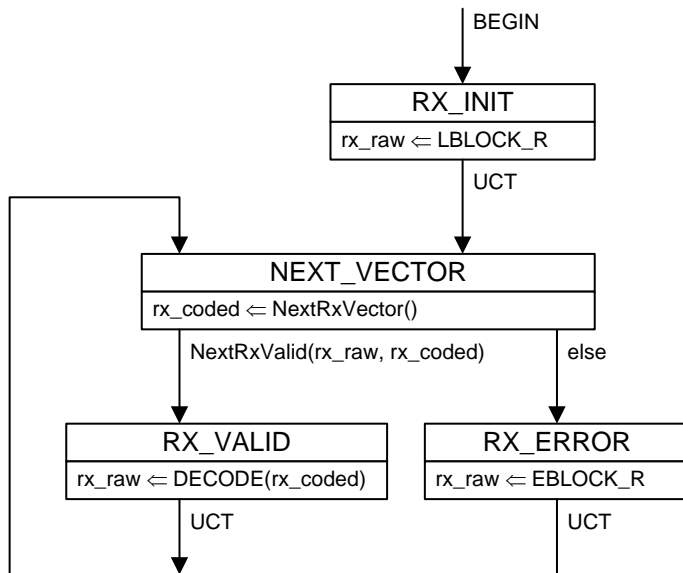 BEGIN
RX_INIT
rx_raw ⇐ LBLOCK_R
UCT
NEXT_VECTOR
rx_coded ⇐ NextRxVector()
NextRxValid(rx_raw, rx_coded)
else
RX_VALID
rx_raw ⇐ DECODE(rx_coded)
UCT
RX_ERROR
rx_raw ⇐ EBLOCK_R
UCT